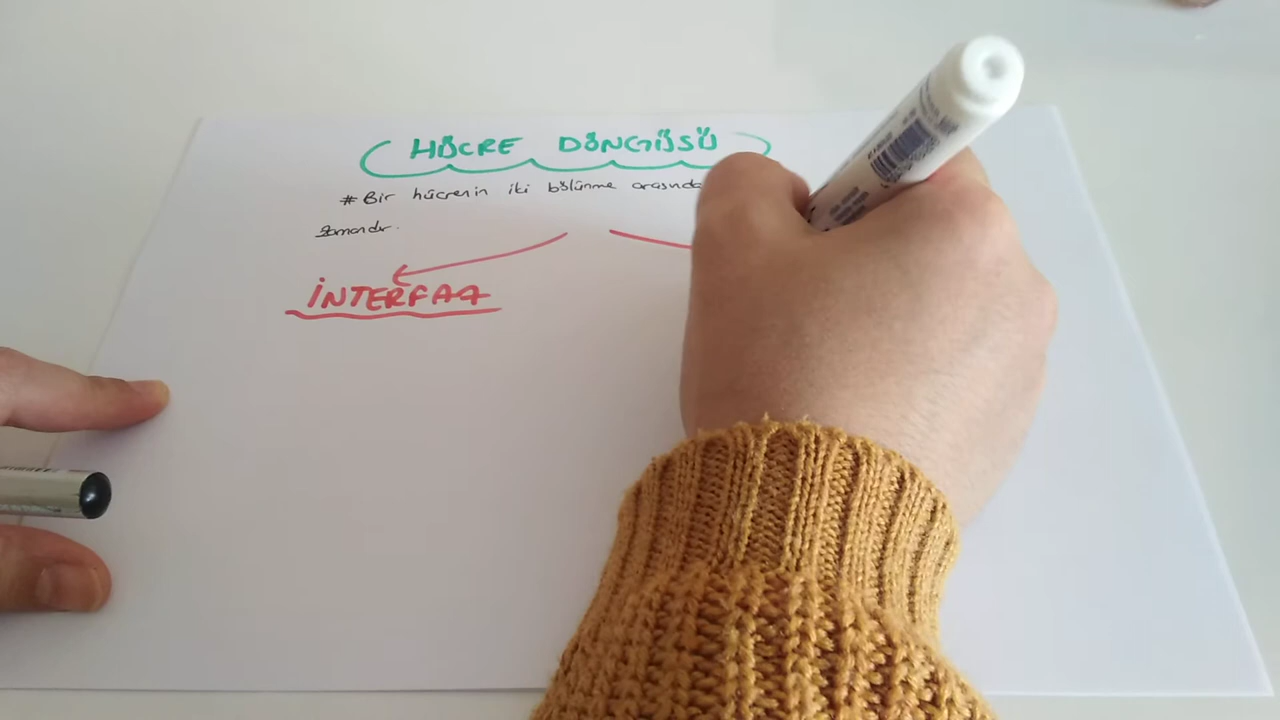 HÜCRE DÖNGÜSÜ
# Bir hücrenin iki bölünme arasında
zamandır.
İNTERFAZ